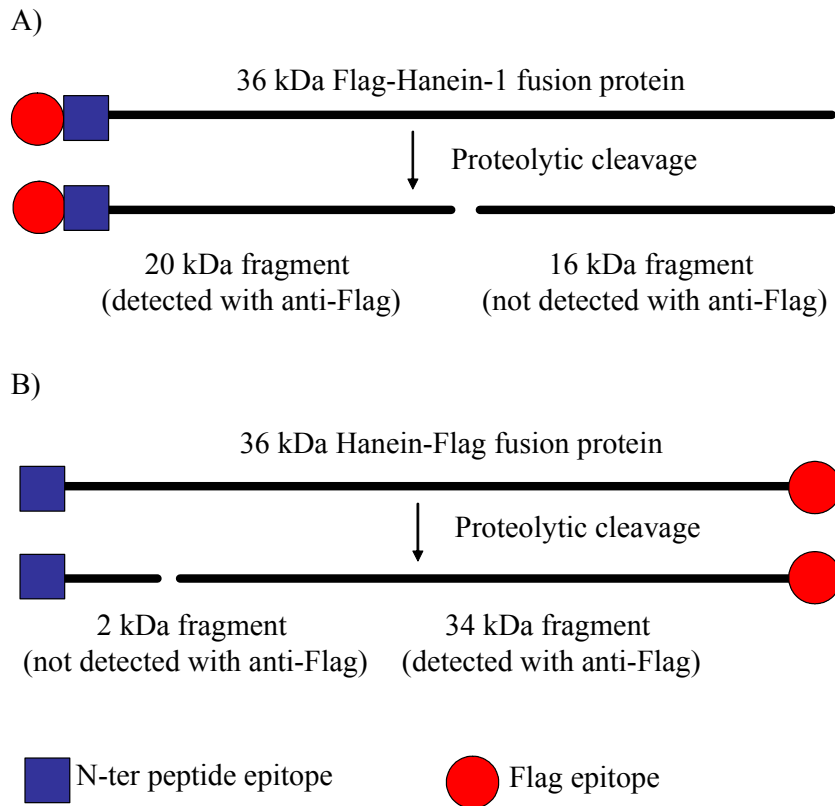 A)
36 kDa Flag-Hanein-1 fusion protein
Proteolytic cleavage
20 kDa fragment
(detected with anti-Flag)
16 kDa fragment
(not detected with anti-Flag)
B)
36 kDa Hanein-Flag fusion protein
Proteolytic cleavage
2 kDa fragment
(not detected with anti-Flag)
34 kDa fragment
(detected with anti-Flag)
N-ter peptide epitope
Flag epitope